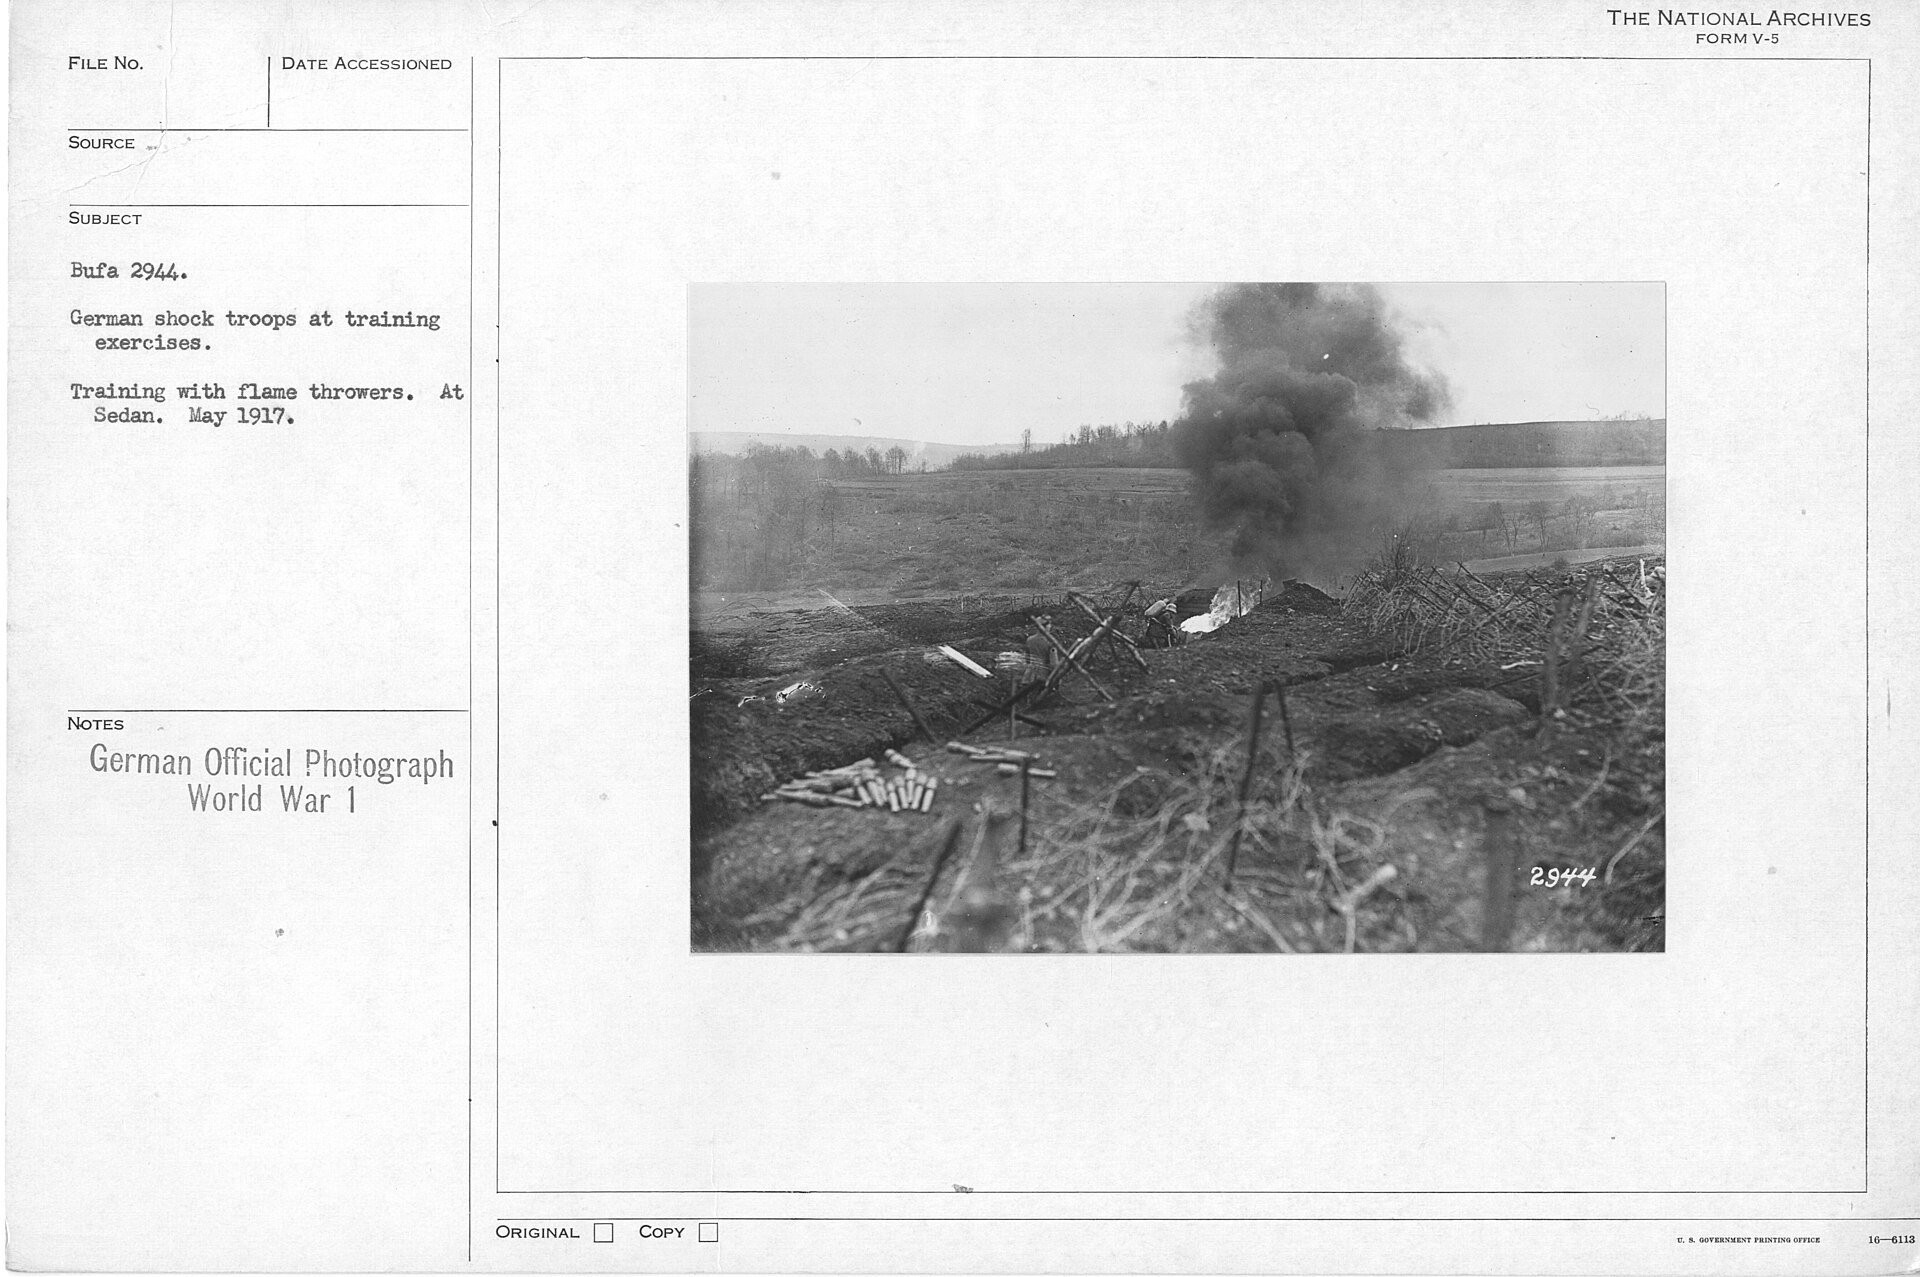 THE NATIONAL ARCHIVES
FORM V-5
FILE NO.
DATE ACCESSIONED
SOURCE
SUBJECT
Bufa 2944.
German shock troops at training
exercises.
Training with flame throwers. At
Sedan. May 1917.
NOTES
German Official Photograph
World War 1
2944
ORIGINAL
COPY
U. S. GOVERNMENT PRINTING OFFICE
16—6113